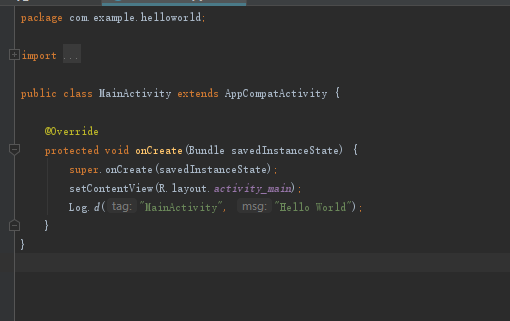 package com.example.helloworld;
import ...
public class MainActivity extends AppCompatActivity {
@Override
protected void onCreate(Bundle savedInstanceState) {
super.onCreate(savedInstanceState);
setContentView(R.layout.activity_main);
Log.d( tag: "MainActivity", msg: "Hello World");
}
}